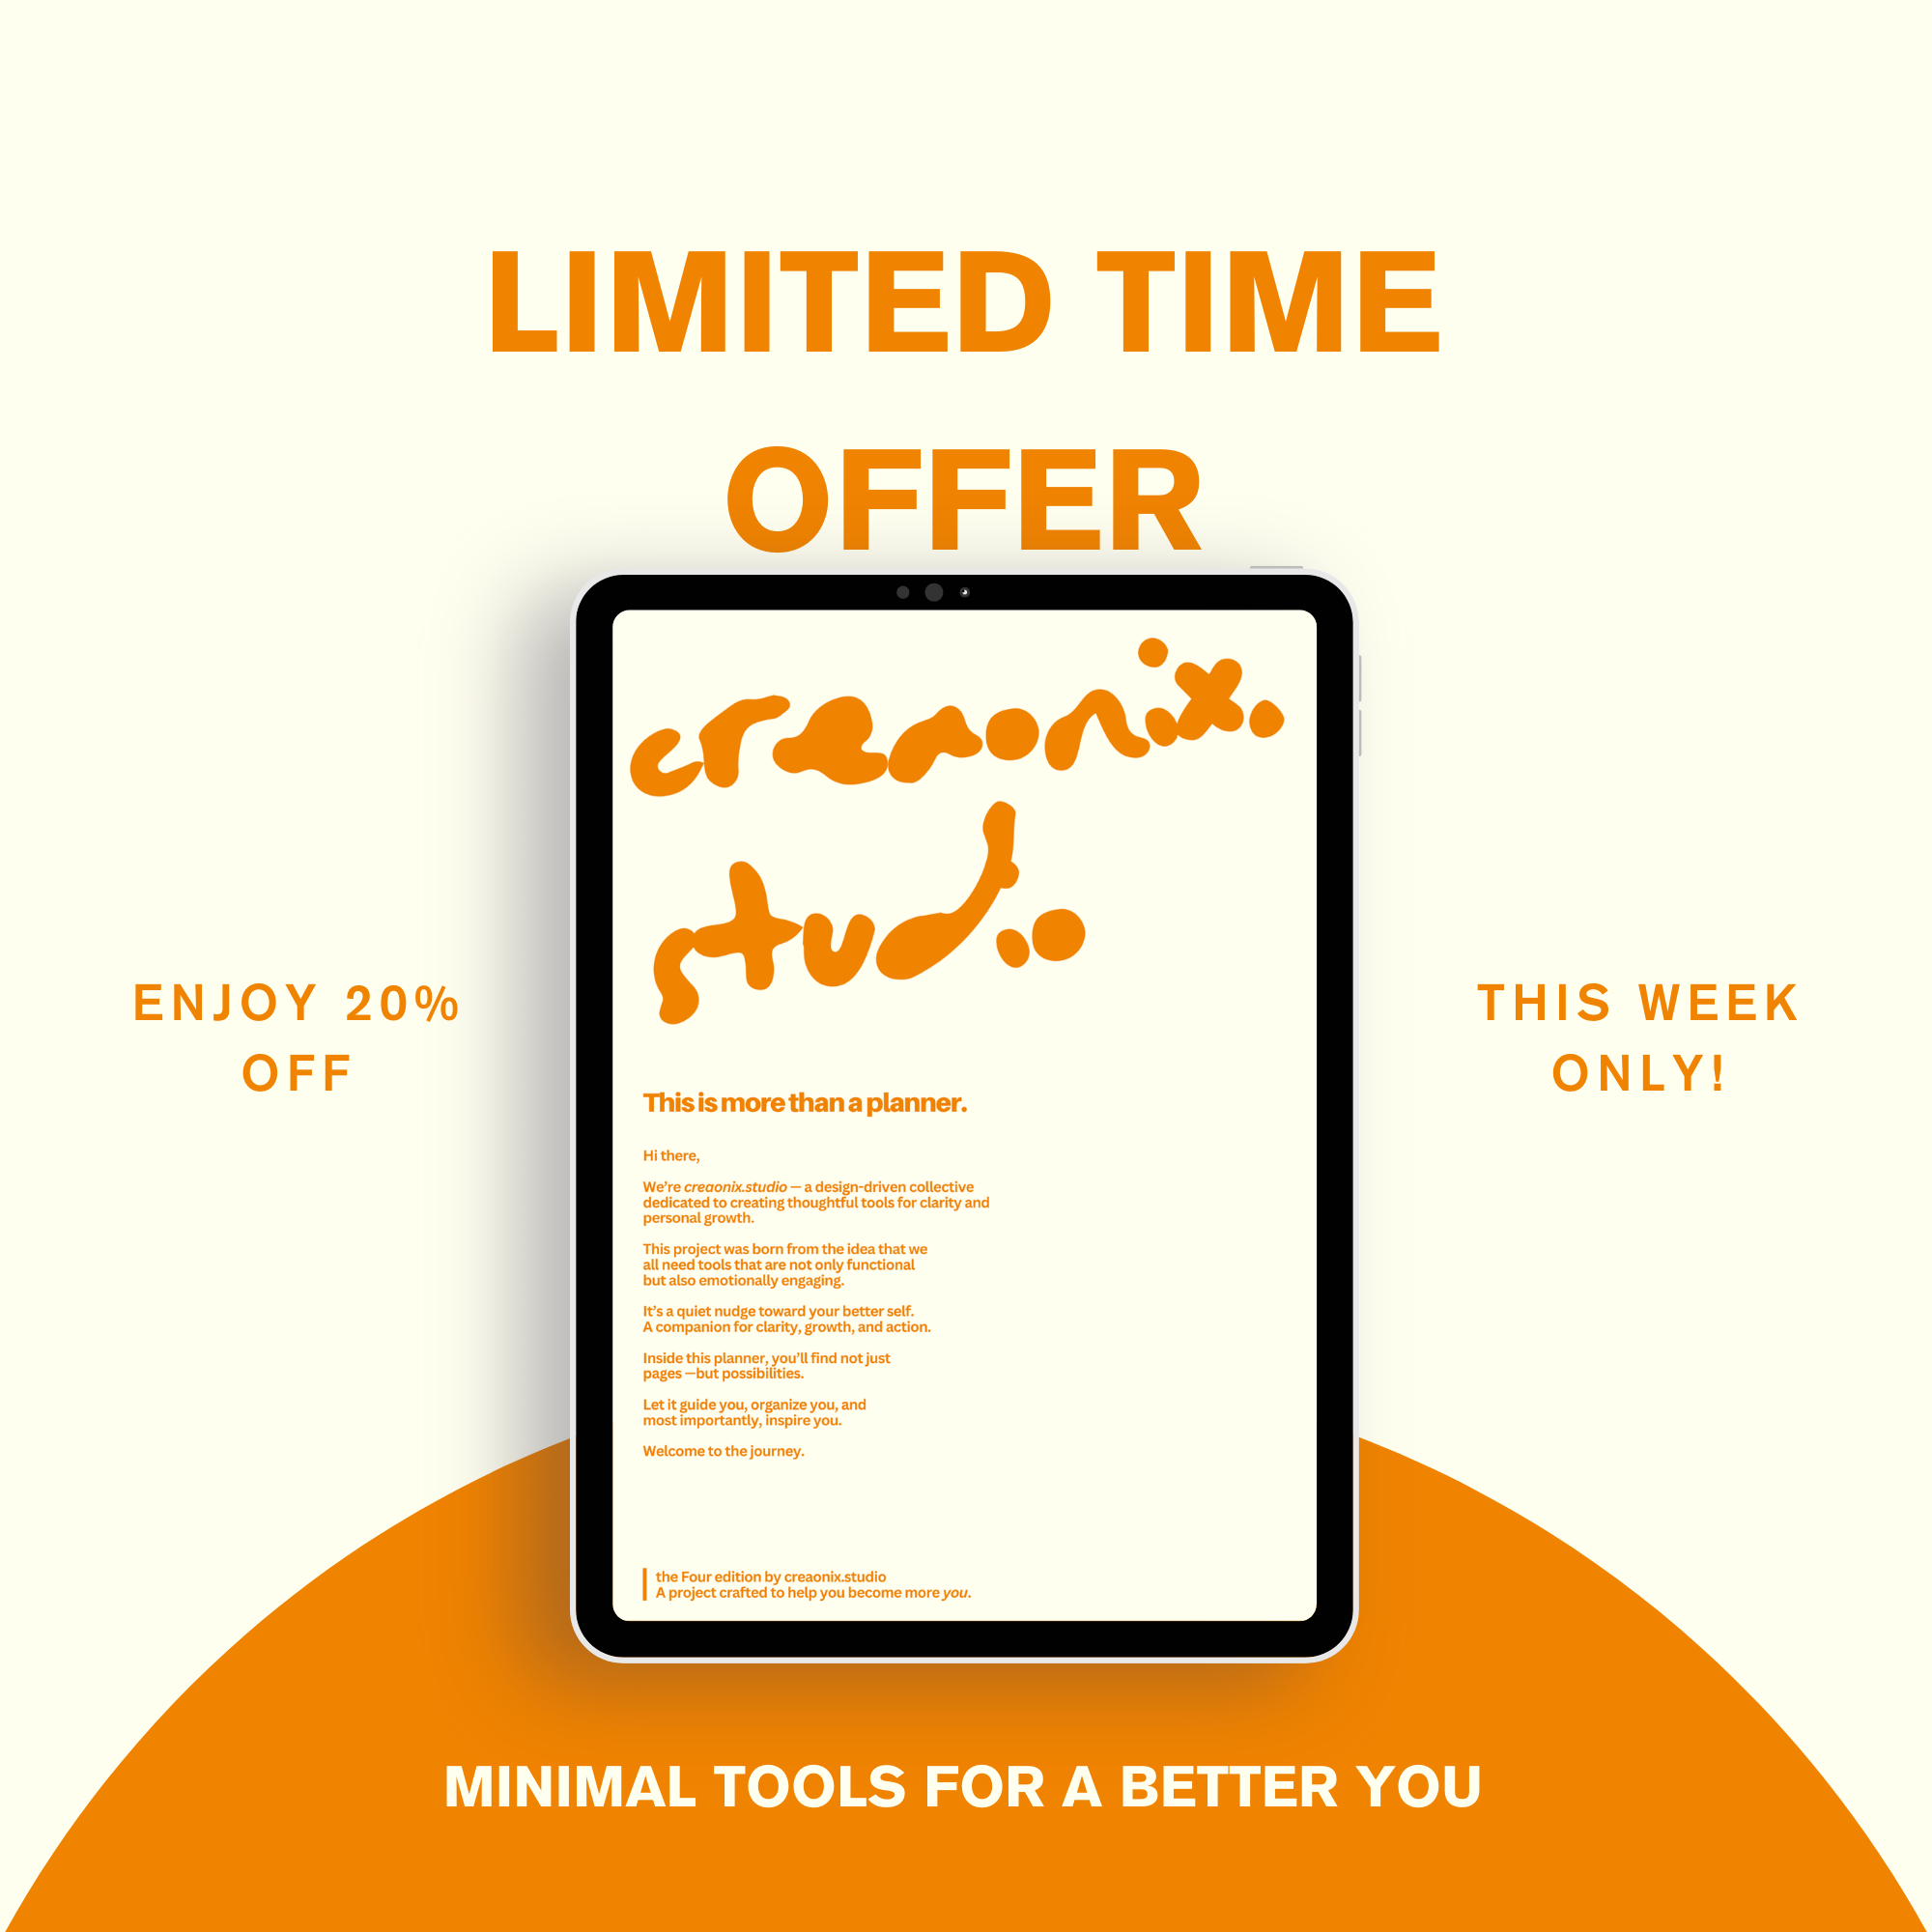 LIMITED TIME
OFFER
creaonix.
studio
ENJOY 20%
OFF
THIS WEEK
ONLY!
This is more than a planner.
Hi there,
We’re creaonix.studio — a design-driven collective
dedicated to creating thoughtful tools for clarity and
personal growth.
This project was born from the idea that we
all need tools that are not only functional
but also emotionally engaging.
It’s a quiet nudge toward your better self.
A companion for clarity, growth, and action.
Inside this planner, you’ll find not just
pages —but possibilities.
Let it guide you, organize you, and
most importantly, inspire you.
Welcome to the journey.
the Four edition by creaonix.studio
A project crafted to help you become more you.
MINIMAL TOOLS FOR A BETTER YOU